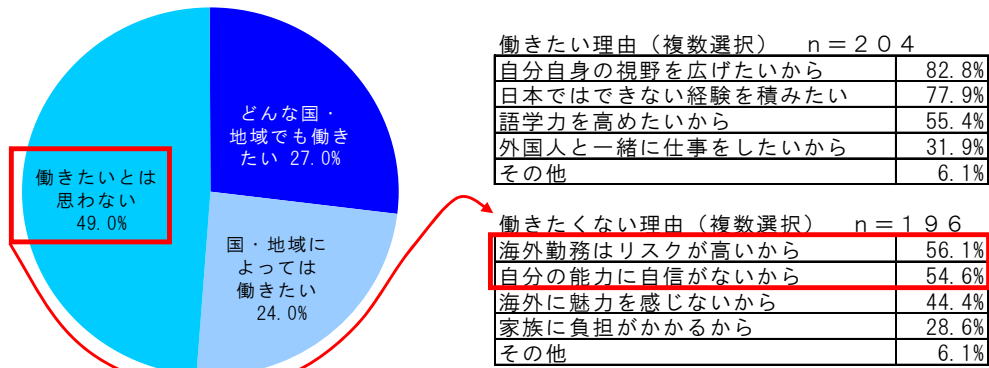 どんな国・
地域でも働き
たい 27.0%
働きたいとは
思わない
49.0%
国・地域に
よっては
働きたい
24.0%
働きたい理由（複数選択）　ｎ＝２０４
自分自身の視野を広げたいから 82.8%
日本ではできない経験を積みたい 77.9%
語学力を高めたいから 55.4%
外国人と一緒に仕事をしたいから 31.9%
その他 6.1%
働きたくない理由（複数選択）　ｎ＝１９６
海外勤務はリスクが高いから 56.1%
自分の能力に自信がないから 54.6%
海外に魅力を感じないから 44.4%
家族に負担がかかるから 28.6%
その他 6.1%